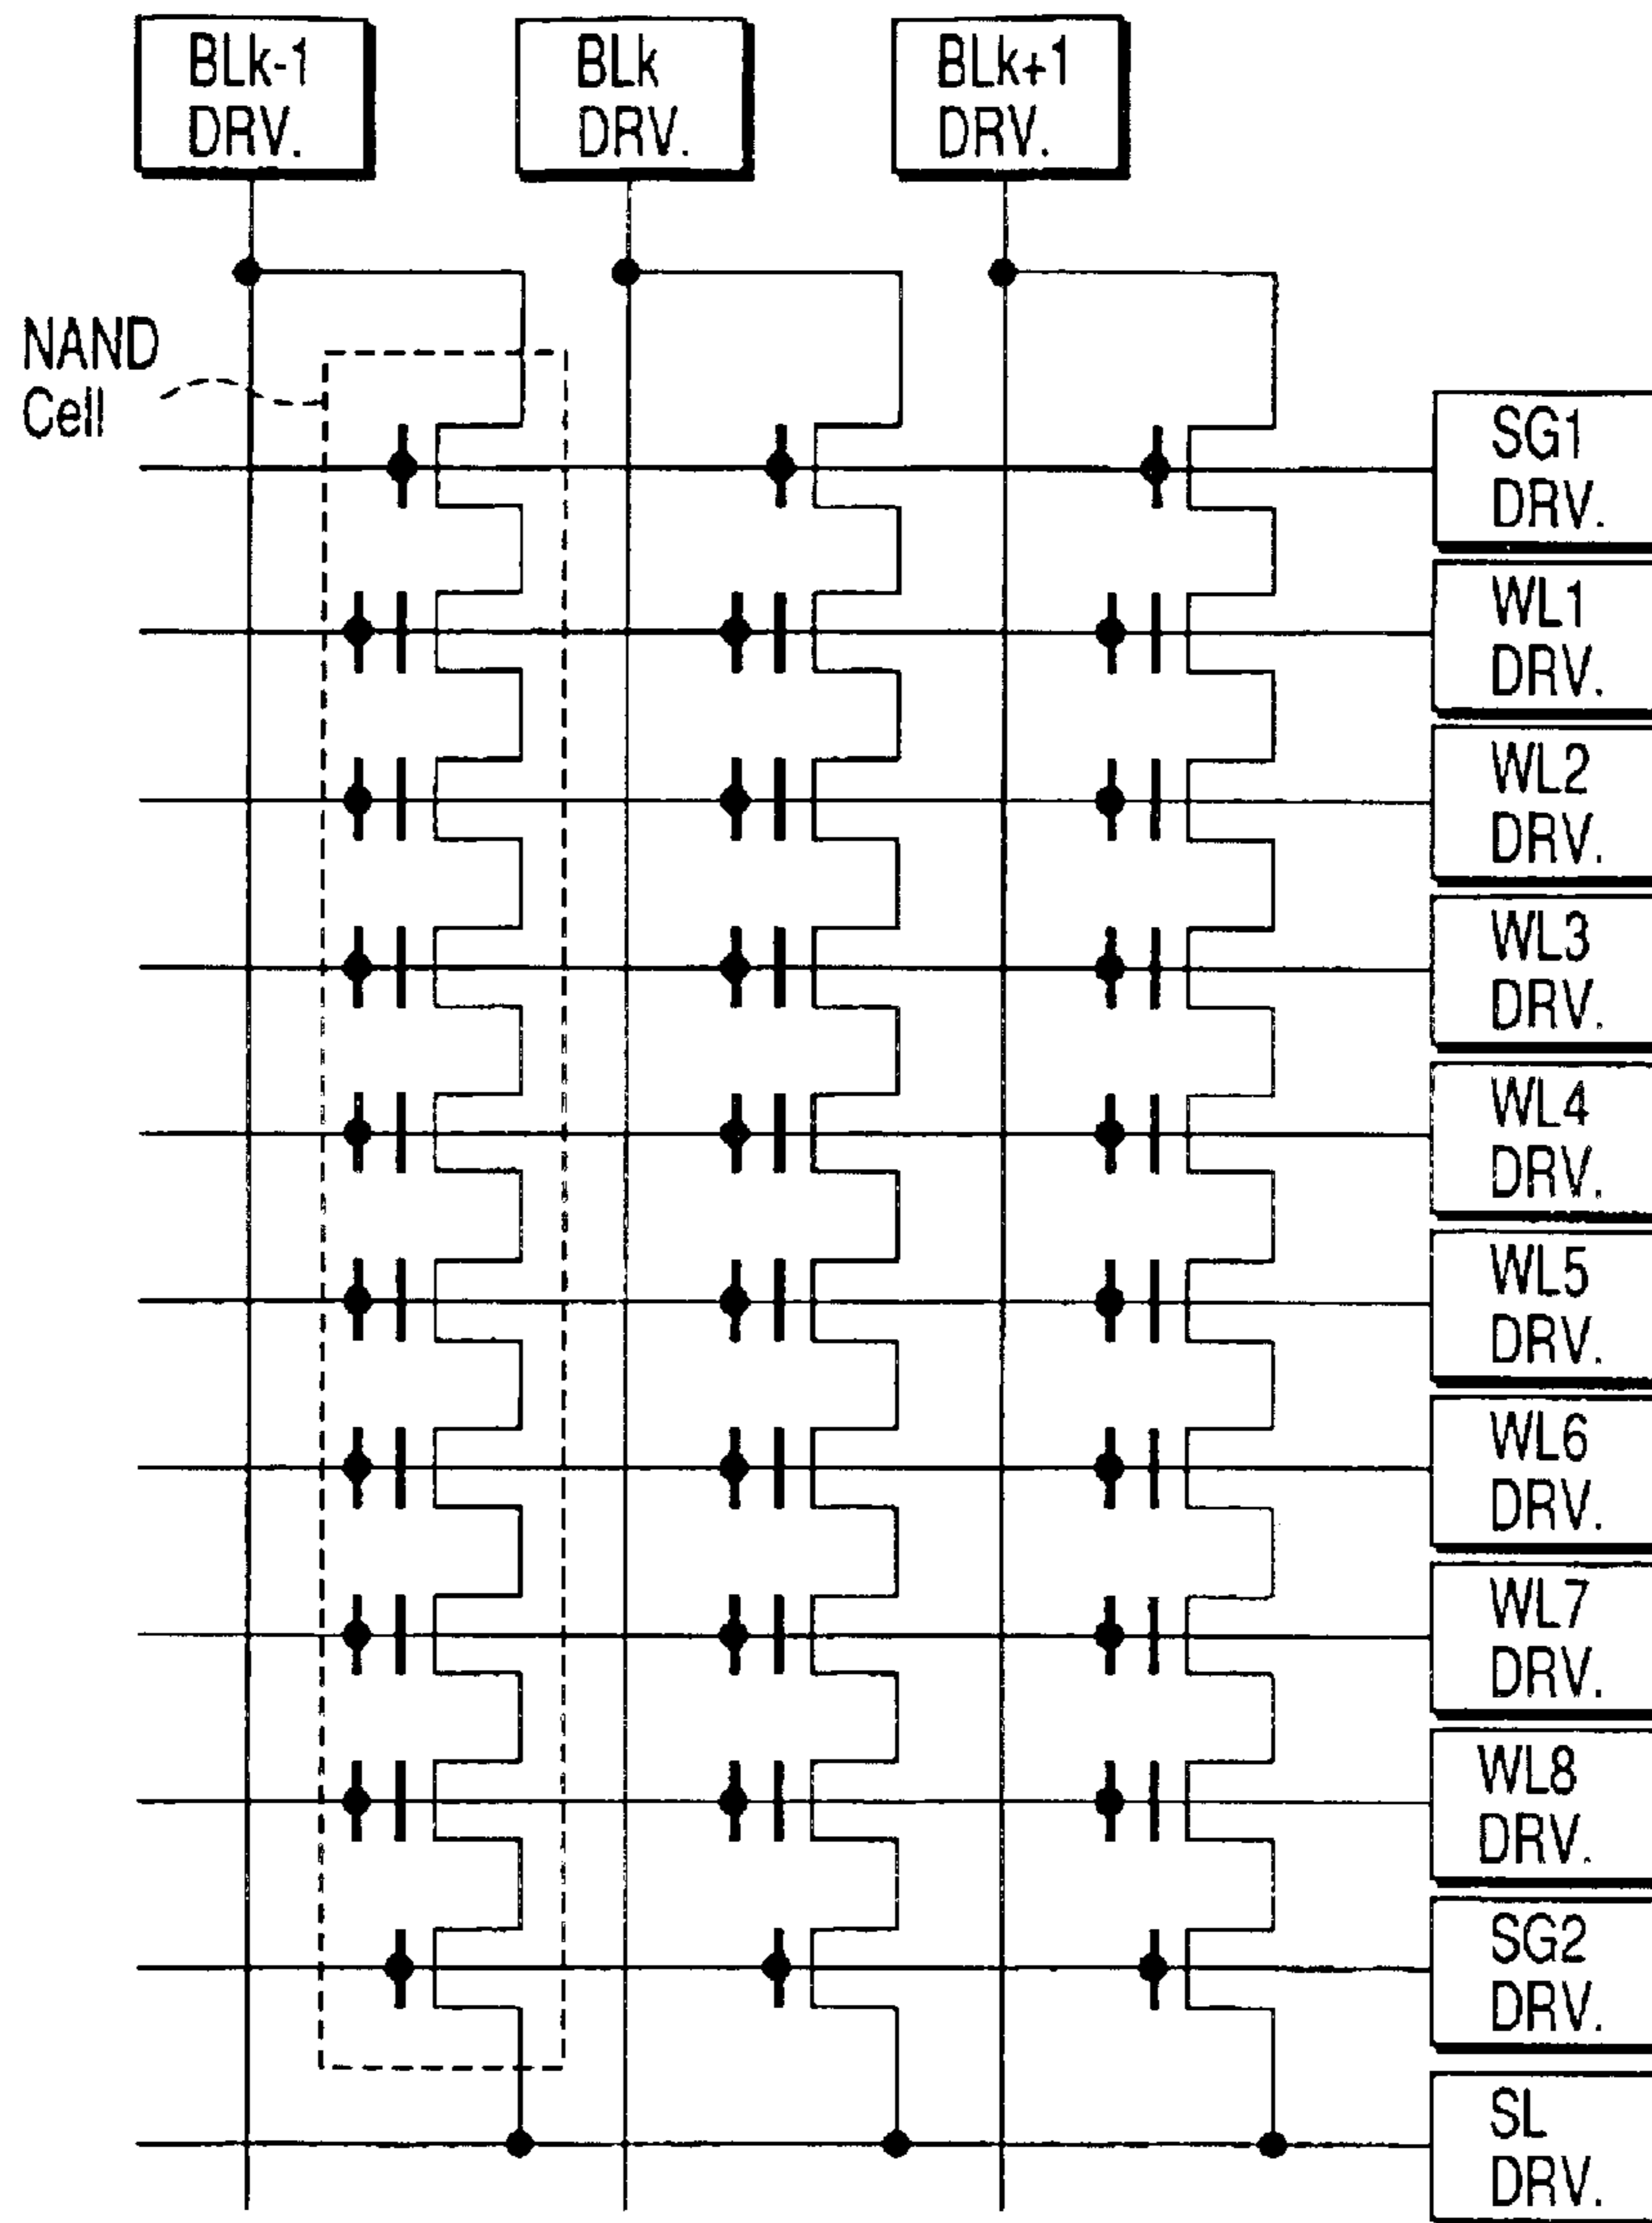 BLk-1
DRV.
BLk
DRV.
BLk+1
DRV.
NAND
Cell
SG1
DRV.
WL1
DRV.
WL2
DRV.
WL3
DRV.
WL4
DRV.
WL5
DRV.
WL6
DRV.
WL7
DRV.
WL8
DRV.
SG2
DRV.
SL
DRV.